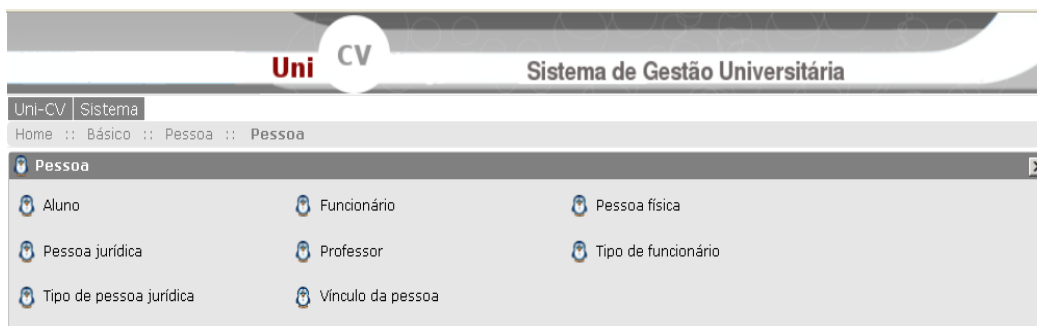 Uni CV Sistema de Gestão Universitária
Uni-CV Sistema
Home :: Básico :: Pessoa :: Pessoa
Pessoa
Aluno Funcionário Pessoa física
Pessoa jurídica Professor Tipo de funcionário
Tipo de pessoa jurídica Vínculo da pessoa